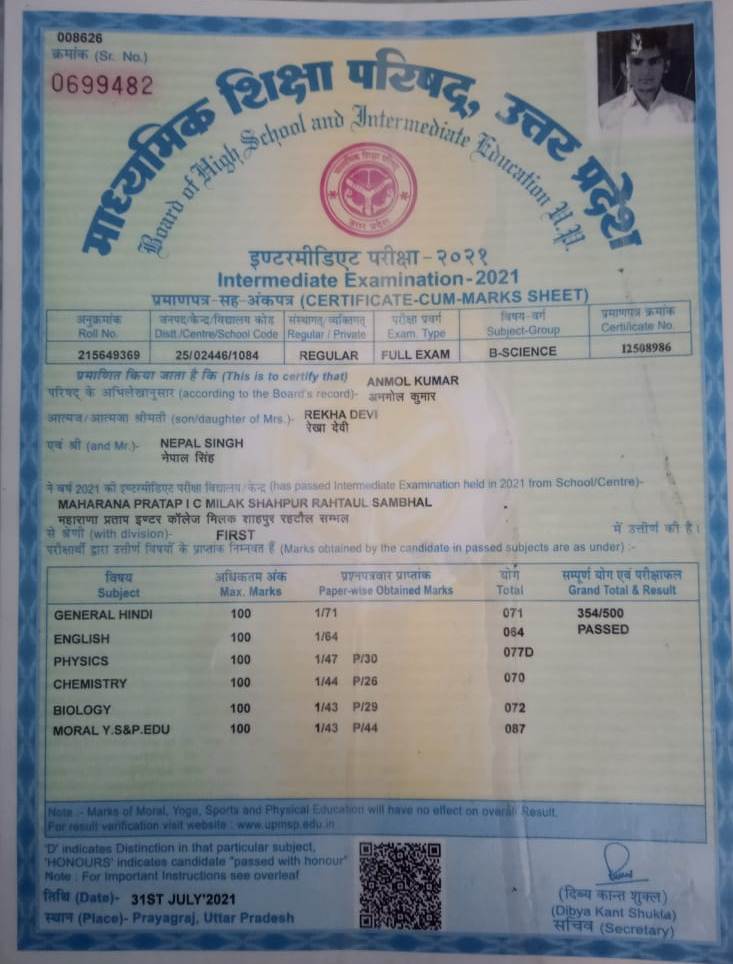 008626
क्रमांक (Sr. No.)
0699482
माध्यमिक शिक्षा परिषद्, उत्तर प्रदेश
Board of High School and Intermediate Education U.P.
माध्यमिक शिक्षा परिषद
उत्तर प्रदेश
इण्टरमीडिएट परीक्षा-२०२१
Intermediate Examination-2021
प्रमाणपत्र-सह-अंकपत्र (CERTIFICATE-CUM-MARKS SHEET)
अनुक्रमांक जनपद/केन्द्र/विद्यालय कोड संस्थागत/व्यक्तिगत परीक्षा प्रवर्ग विषय-वर्ग प्रमाणपत्र क्रमांक
Roll No. Distt./Centre/School Code Regular / Private Exam. Type Subject-Group Certificate No.
215649369 25/02446/1084 REGULAR FULL EXAM B-SCIENCE 12508986
प्रमाणित किया जाता है कि (This is to certify that) ANMOL KUMAR
परिषद् के अभिलेखानुसार (according to the Board's record)- अनमोल कुमार
आत्मज/आत्मजा श्रीमती (son/daughter of Mrs.)- REKHA DEVI
रेखा देवी
एवं श्री (and Mr.)- NEPAL SINGH
नेपाल सिंह
ने वर्ष 2021 की इण्टरमीडिएट परीक्षा विद्यालय/केन्द्र (has passed Intermediate Examination held in 2021 from School/Centre)-
MAHARANA PRATAP I C MILAK SHAHPUR RAHTAUL SAMBHAL
महाराणा प्रताप इण्टर कॉलेज मिलक शाहपुर रहटौल सम्भल
से श्रेणी (with division)- FIRST में उत्तीर्ण की है।
परीक्षार्थी द्वारा उत्तीर्ण विषयों के प्राप्तांक निम्नवत हैं (Marks obtained by the candidate in passed subjects are as under) :-
विषय अधिकतम अंक प्रश्नपत्रवार प्राप्तांक योग सम्पूर्ण योग एवं परीक्षाफल
Subject Max. Marks Paper-wise Obtained Marks Total Grand Total & Result
GENERAL HINDI 100 1/71 071 354/500
ENGLISH 100 1/64 064 PASSED
PHYSICS 100 1/47 P/30 077D
CHEMISTRY 100 1/44 P/26 070
BIOLOGY 100 1/43 P/29 072
MORAL Y.S&P.EDU 100 1/43 P/44 087
Note :- Marks of Moral, Yoga, Sports and Physical Education will have no effect on overall Result.
For result verification visit website : www.upmsp.edu.in
'D' indicates Distinction in that particular subject,
'HONOURS' indicates candidate "passed with honour"
Note : For Important Instructions see overleaf
तिथि (Date)- 31ST JULY'2021
स्थान (Place)- Prayagraj, Uttar Pradesh
(दिव्य कान्त शुक्ल)
(Dibya Kant Shukla)
सचिव (Secretary)